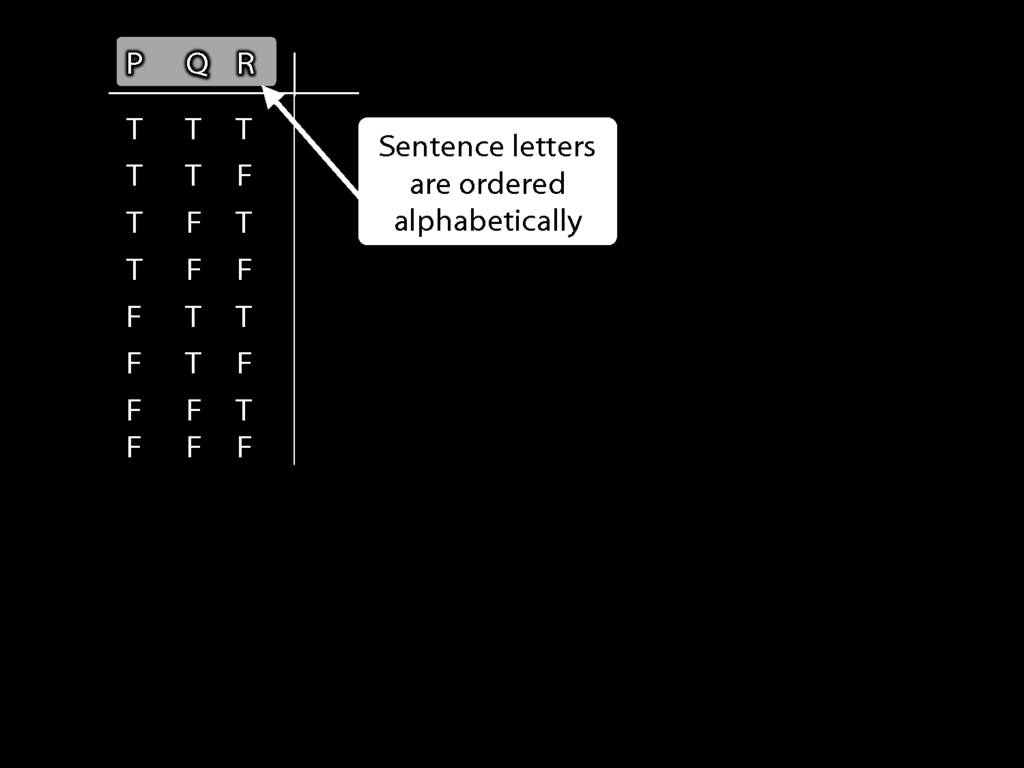 P Q R
T T T
T T F
T F T
T F F
F T T
F T F
F F T
F F F
Sentence letters
are ordered
alphabetically